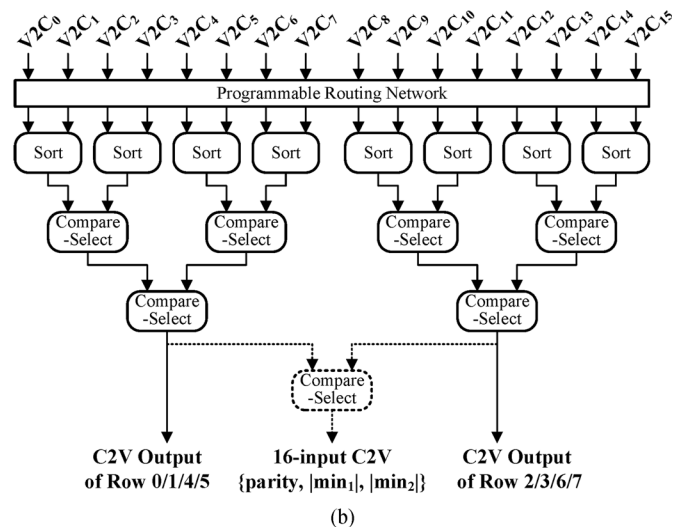 V2C0 V2C1 V2C2 V2C3 V2C4 V2C5 V2C6 V2C7 V2C8 V2C9 V2C10 V2C11 V2C12 V2C13 V2C14 V2C15
Programmable Routing Network
Sort Sort Sort Sort Sort Sort Sort Sort
Compare Compare Compare Compare
-Select -Select -Select -Select
Compare Compare
-Select -Select
Compare
-Select
C2V Output 16-input C2V C2V Output
of Row 0/1/4/5 {parity, |min1|, |min2|} of Row 2/3/6/7
(b)